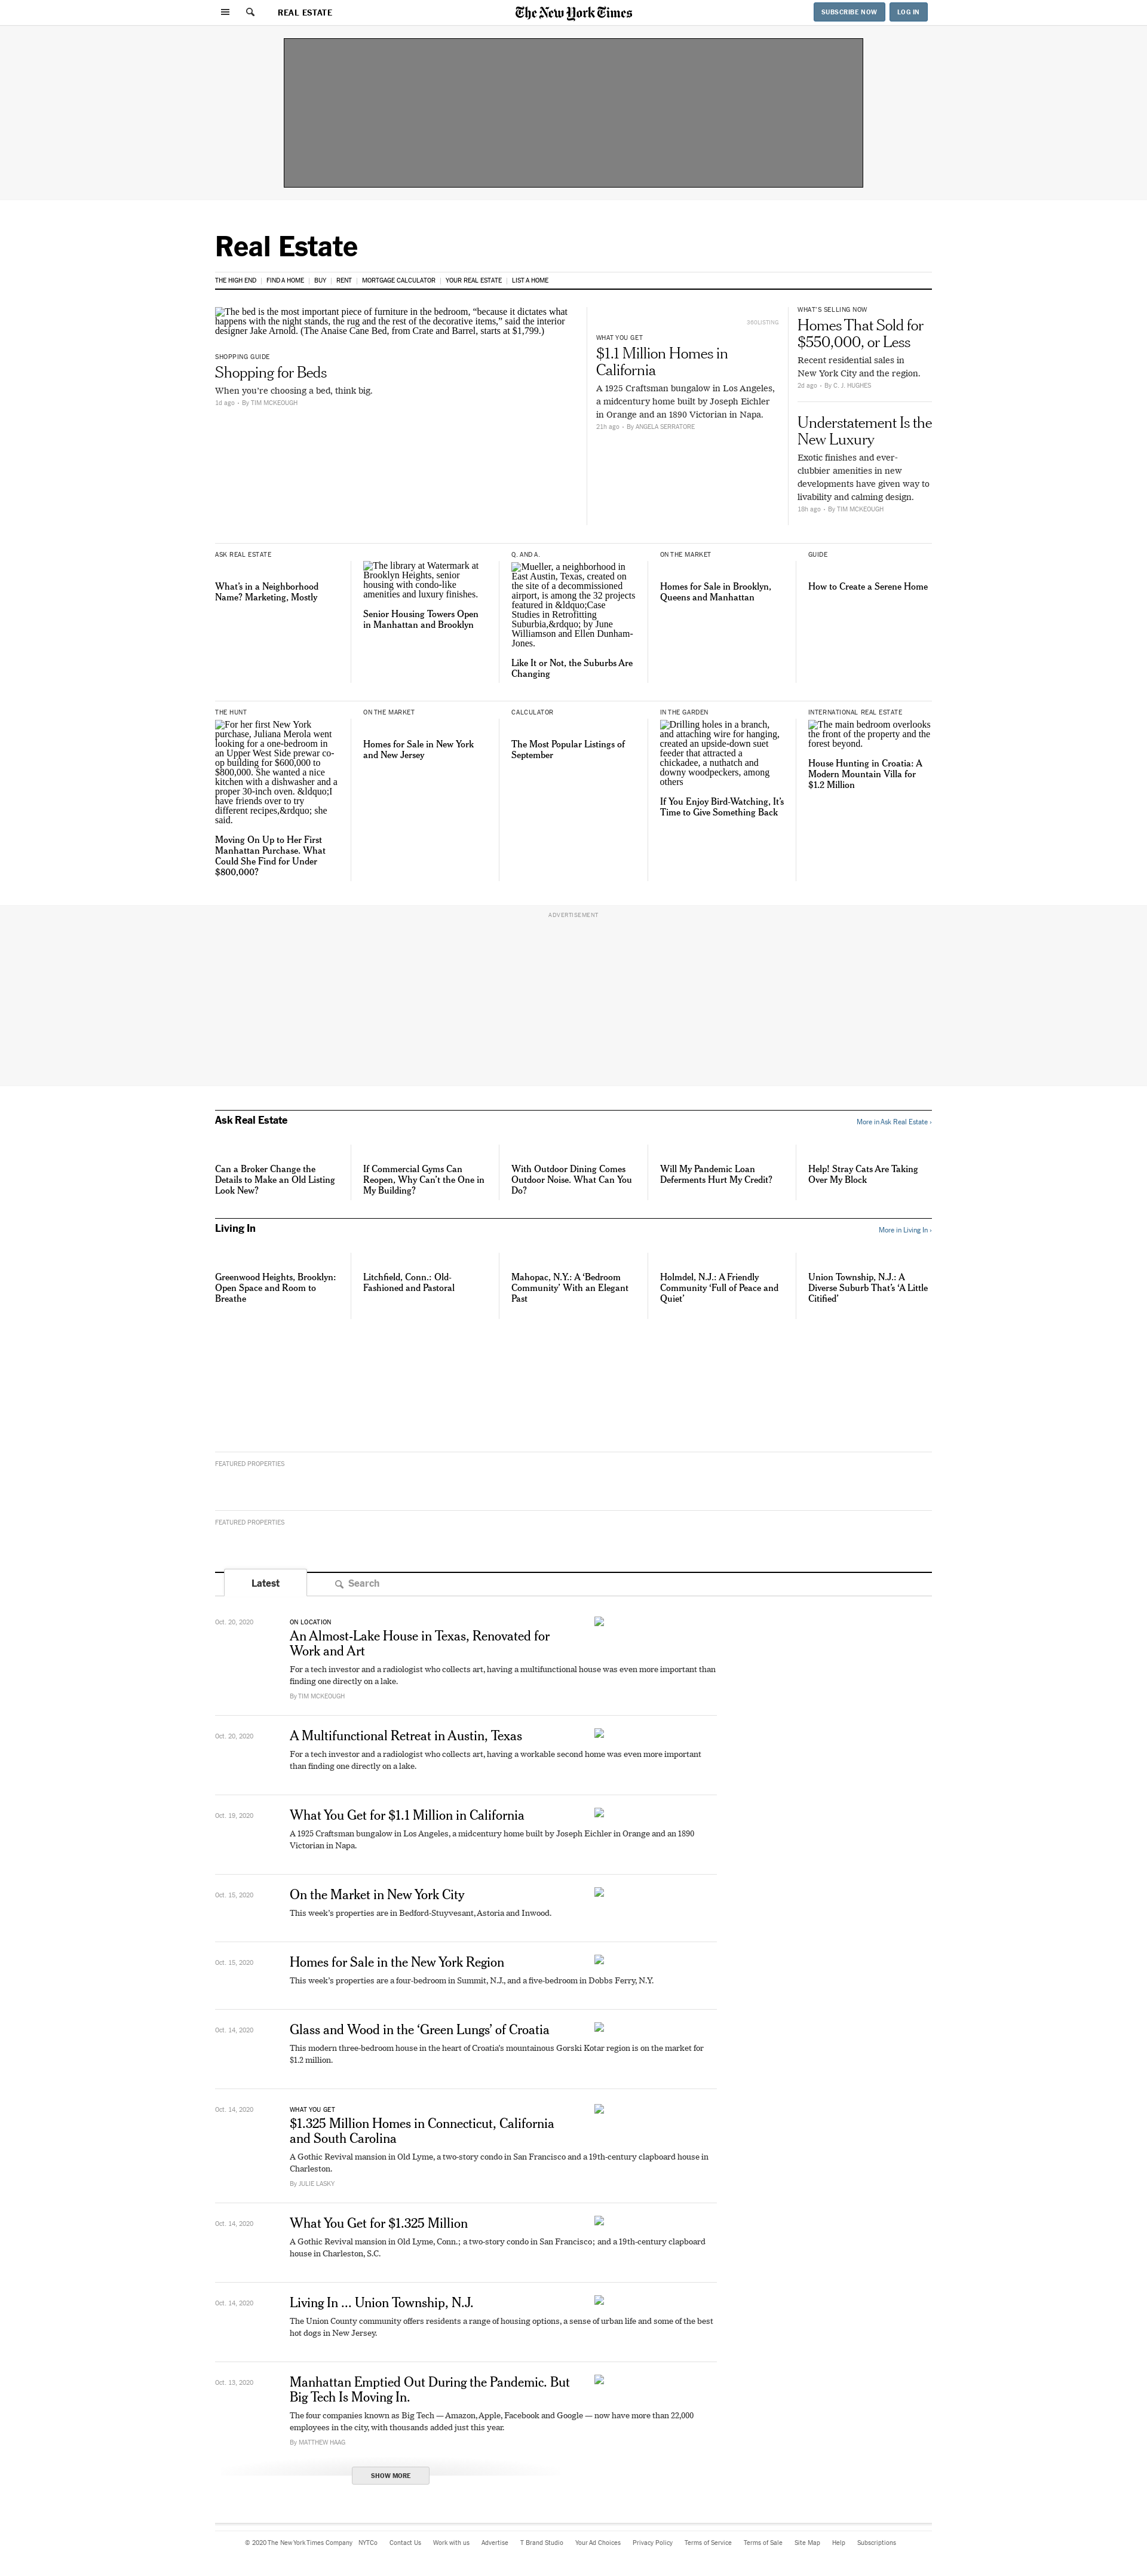 REAL ESTATE
The New York Times
SUBSCRIBE NOW
LOG IN
Real Estate
THE HIGH END | FIND A HOME | BUY | RENT | MORTGAGE CALCULATOR | YOUR REAL ESTATE | LIST A HOME
The bed is the most important piece of furniture in the bedroom, “because it dictates what
happens with the night stands, the rug and the rest of the decorative items,” said the interior
designer Jake Arnold. (The Anaise Cane Bed, from Crate and Barrel, starts at $1,799.)
SHOPPING GUIDE
Shopping for Beds
When you’re choosing a bed, think big.
1d ago - By TIM MCKEOUGH
360LISTING
WHAT YOU GET
$1.1 Million Homes in
California
A 1925 Craftsman bungalow in Los Angeles,
a midcentury home built by Joseph Eichler
in Orange and an 1890 Victorian in Napa.
21h ago - By ANGELA SERRATORE
WHAT’S SELLING NOW
Homes That Sold for
$550,000, or Less
Recent residential sales in
New York City and the region.
2d ago - By C. J. HUGHES
Understatement Is the
New Luxury
Exotic finishes and ever-
clubbier amenities in new
developments have given way to
livability and calming design.
18h ago - By TIM MCKEOUGH
ASK REAL ESTATE
What’s in a Neighborhood
Name? Marketing, Mostly
The library at Watermark at
Brooklyn Heights, senior
housing with condo-like
amenities and luxury finishes.
Senior Housing Towers Open
in Manhattan and Brooklyn
Q. AND A.
Mueller, a neighborhood in
East Austin, Texas, created on
the site of a decommissioned
airport, is among the 32 projects
featured in &ldquo;Case
Studies in Retrofitting
Suburbia,&rdquo; by June
Williamson and Ellen Dunham-
Jones.
Like It or Not, the Suburbs Are
Changing
ON THE MARKET
Homes for Sale in Brooklyn,
Queens and Manhattan
GUIDE
How to Create a Serene Home
THE HUNT
For her first New York
purchase, Juliana Merola went
looking for a one-bedroom in
an Upper West Side prewar co-
op building for $600,000 to
$800,000. She wanted a nice
kitchen with a dishwasher and a
proper 30-inch oven. &ldquo;I
have friends over to try
different recipes,&rdquo; she
said.
Moving On Up to Her First
Manhattan Purchase. What
Could She Find for Under
$800,000?
ON THE MARKET
Homes for Sale in New York
and New Jersey
CALCULATOR
The Most Popular Listings of
September
IN THE GARDEN
Drilling holes in a branch,
and attaching wire for hanging,
created an upside-down suet
feeder that attracted a
chickadee, a nuthatch and
downy woodpeckers, among
others
If You Enjoy Bird-Watching, It’s
Time to Give Something Back
INTERNATIONAL REAL ESTATE
The main bedroom overlooks
the front of the property and the
forest beyond.
House Hunting in Croatia: A
Modern Mountain Villa for
$1.2 Million
ADVERTISEMENT
Ask Real Estate
More in Ask Real Estate ›
Can a Broker Change the
Details to Make an Old Listing
Look New?
If Commercial Gyms Can
Reopen, Why Can’t the One in
My Building?
With Outdoor Dining Comes
Outdoor Noise. What Can You
Do?
Will My Pandemic Loan
Deferments Hurt My Credit?
Help! Stray Cats Are Taking
Over My Block
Living In
More in Living In ›
Greenwood Heights, Brooklyn:
Open Space and Room to
Breathe
Litchfield, Conn.: Old-
Fashioned and Pastoral
Mahopac, N.Y.: A ‘Bedroom
Community’ With an Elegant
Past
Holmdel, N.J.: A Friendly
Community ‘Full of Peace and
Quiet’
Union Township, N.J.: A
Diverse Suburb That’s ‘A Little
Citified’
FEATURED PROPERTIES
FEATURED PROPERTIES
Latest
Search
Oct. 20, 2020
ON LOCATION
An Almost-Lake House in Texas, Renovated for
Work and Art
For a tech investor and a radiologist who collects art, having a multifunctional house was even more important than
finding one directly on a lake.
By TIM MCKEOUGH
Oct. 20, 2020
A Multifunctional Retreat in Austin, Texas
For a tech investor and a radiologist who collects art, having a workable second home was even more important
than finding one directly on a lake.
Oct. 19, 2020
What You Get for $1.1 Million in California
A 1925 Craftsman bungalow in Los Angeles, a midcentury home built by Joseph Eichler in Orange and an 1890
Victorian in Napa.
Oct. 15, 2020
On the Market in New York City
This week’s properties are in Bedford-Stuyvesant, Astoria and Inwood.
Oct. 15, 2020
Homes for Sale in the New York Region
This week’s properties are a four-bedroom in Summit, N.J., and a five-bedroom in Dobbs Ferry, N.Y.
Oct. 14, 2020
Glass and Wood in the ‘Green Lungs’ of Croatia
This modern three-bedroom house in the heart of Croatia’s mountainous Gorski Kotar region is on the market for
$1.2 million.
Oct. 14, 2020
WHAT YOU GET
$1.325 Million Homes in Connecticut, California
and South Carolina
A Gothic Revival mansion in Old Lyme, a two-story condo in San Francisco and a 19th-century clapboard house in
Charleston.
By JULIE LASKY
Oct. 14, 2020
What You Get for $1.325 Million
A Gothic Revival mansion in Old Lyme, Conn.; a two-story condo in San Francisco; and a 19th-century clapboard
house in Charleston, S.C.
Oct. 14, 2020
Living In ... Union Township, N.J.
The Union County community offers residents a range of housing options, a sense of urban life and some of the best
hot dogs in New Jersey.
Oct. 13, 2020
Manhattan Emptied Out During the Pandemic. But
Big Tech Is Moving In.
The four companies known as Big Tech — Amazon, Apple, Facebook and Google — now have more than 22,000
employees in the city, with thousands added just this year.
By MATTHEW HAAG
SHOW MORE
© 2020 The New York Times Company NYTCo Contact Us Work with us Advertise T Brand Studio Your Ad Choices Privacy Policy Terms of Service Terms of Sale Site Map Help Subscriptions